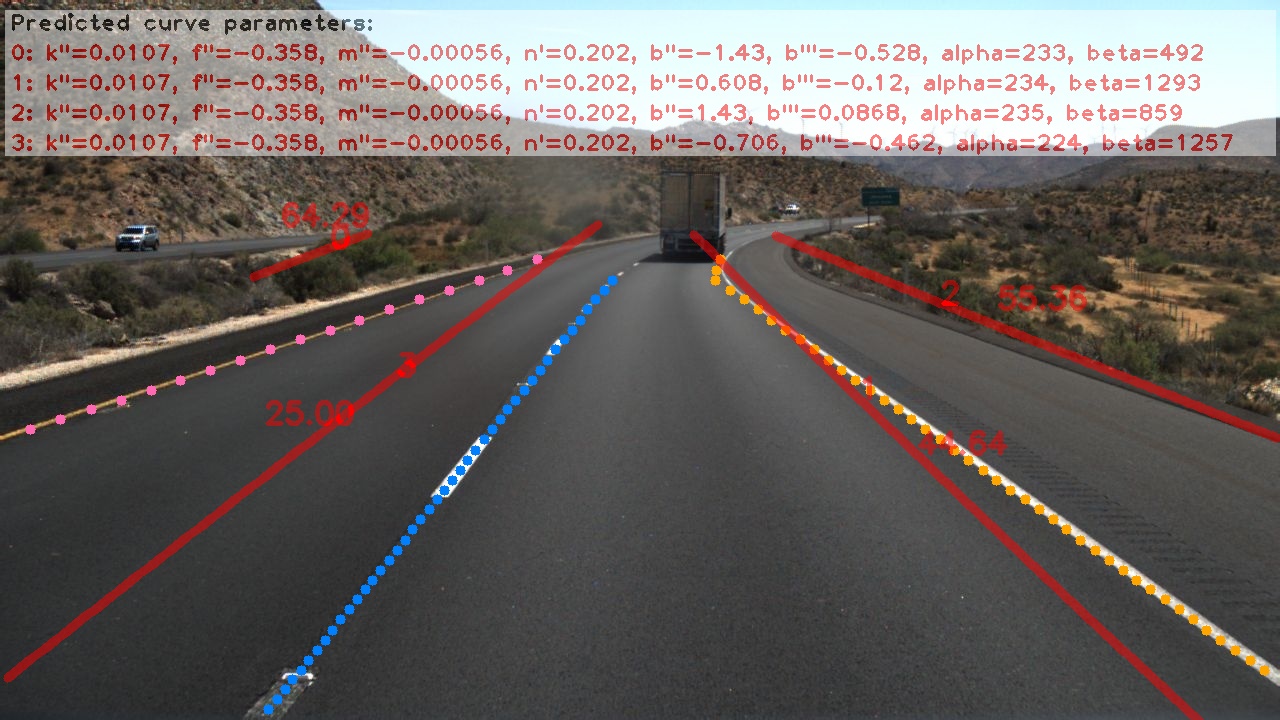 Predicted curve parameters:
0: k''=0.0107, f''=-0.358, m''=-0.00056, n'=0.202, b''=-1.43, b'''=-0.528, alpha=233, beta=492
1: k''=0.0107, f''=-0.358, m''=-0.00056, n'=0.202, b''=0.608, b'''=-0.12, alpha=234, beta=1293
2: k''=0.0107, f''=-0.358, m''=-0.00056, n'=0.202, b''=1.43, b'''=0.0868, alpha=235, beta=859
3: k''=0.0107, f''=-0.358, m''=-0.00056, n'=0.202, b''=-0.706, b'''=-0.462, alpha=224, beta=1257
64.29
0
2 55.36
3
1
25.00